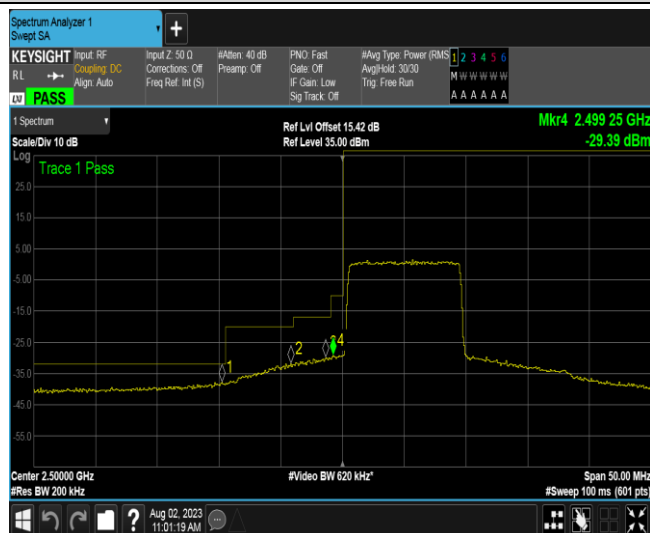 Spectrum Analyzer 1
Swept SA
+
KEYSIGHT Input: RF
RL Coupling: DC
Align: Auto
LXI PASS
Input Z: 50 Ω
Corrections: Off
Freq Ref: Int (S)
#Atten: 40 dB
Preamp: Off
PNO: Fast
Gate: Off
IF Gain: Low
Sig Track: Off
#Avg Type: Power (RMS
Avg|Hold: 30/30
Trig: Free Run
1 2 3 4 5 6
M W W W W W
A A A A A A
1 Spectrum
Scale/Div 10 dB
Ref Lvl Offset 15.42 dB
Ref Level 35.00 dBm
Mkr4 2.499 25 GHz
-29.39 dBm
Log
Trace 1 Pass
25.0
15.0
5.00
-5.00
-15.0
-25.0
-35.0
-45.0
-55.0
1
2
4
Center 2.50000 GHz
#Res BW 200 kHz
#Video BW 620 kHz*
Span 50.00 MHz
#Sweep 100 ms (601 pts)
?
Aug 02, 2023
11:01:19 AM